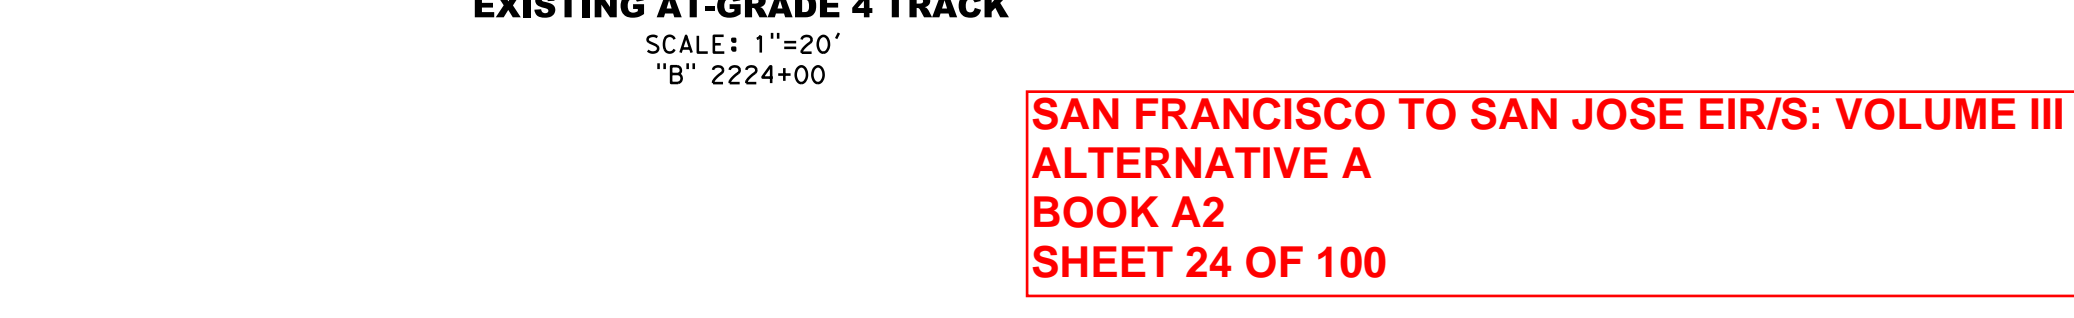 EXISTING AT-GRADE 4 TRACK
SCALE: 1"=20'
"B" 2224+00
SAN FRANCISCO TO SAN JOSE EIR/S: VOLUME III
ALTERNATIVE A
BOOK A2
SHEET 24 OF 100